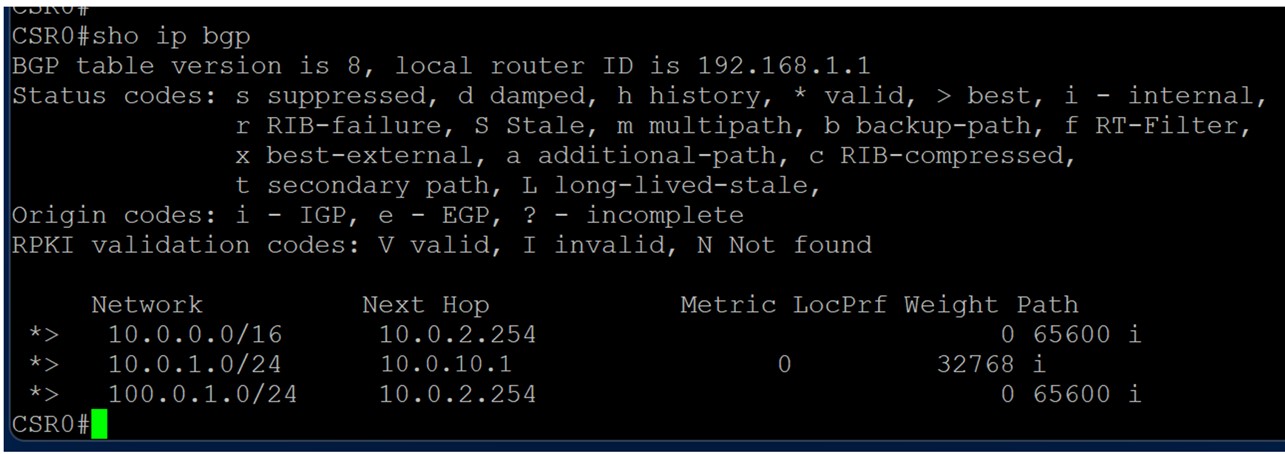 CSR0#
CSR0#sho ip bgp
BGP table version is 8, local router ID is 192.168.1.1
Status codes: s suppressed, d damped, h history, * valid, > best, i - internal,
r RIB-failure, S Stale, m multipath, b backup-path, f RT-Filter,
x best-external, a additional-path, c RIB-compressed,
t secondary path, L long-lived-stale,
Origin codes: i - IGP, e - EGP, ? - incomplete
RPKI validation codes: V valid, I invalid, N Not found
Network Next Hop Metric LocPrf Weight Path
*> 10.0.0.0/16 10.0.2.254 0 65600 i
*> 10.0.1.0/24 10.0.10.1 0 32768 i
*> 100.0.1.0/24 10.0.2.254 0 65600 i
CSR0#